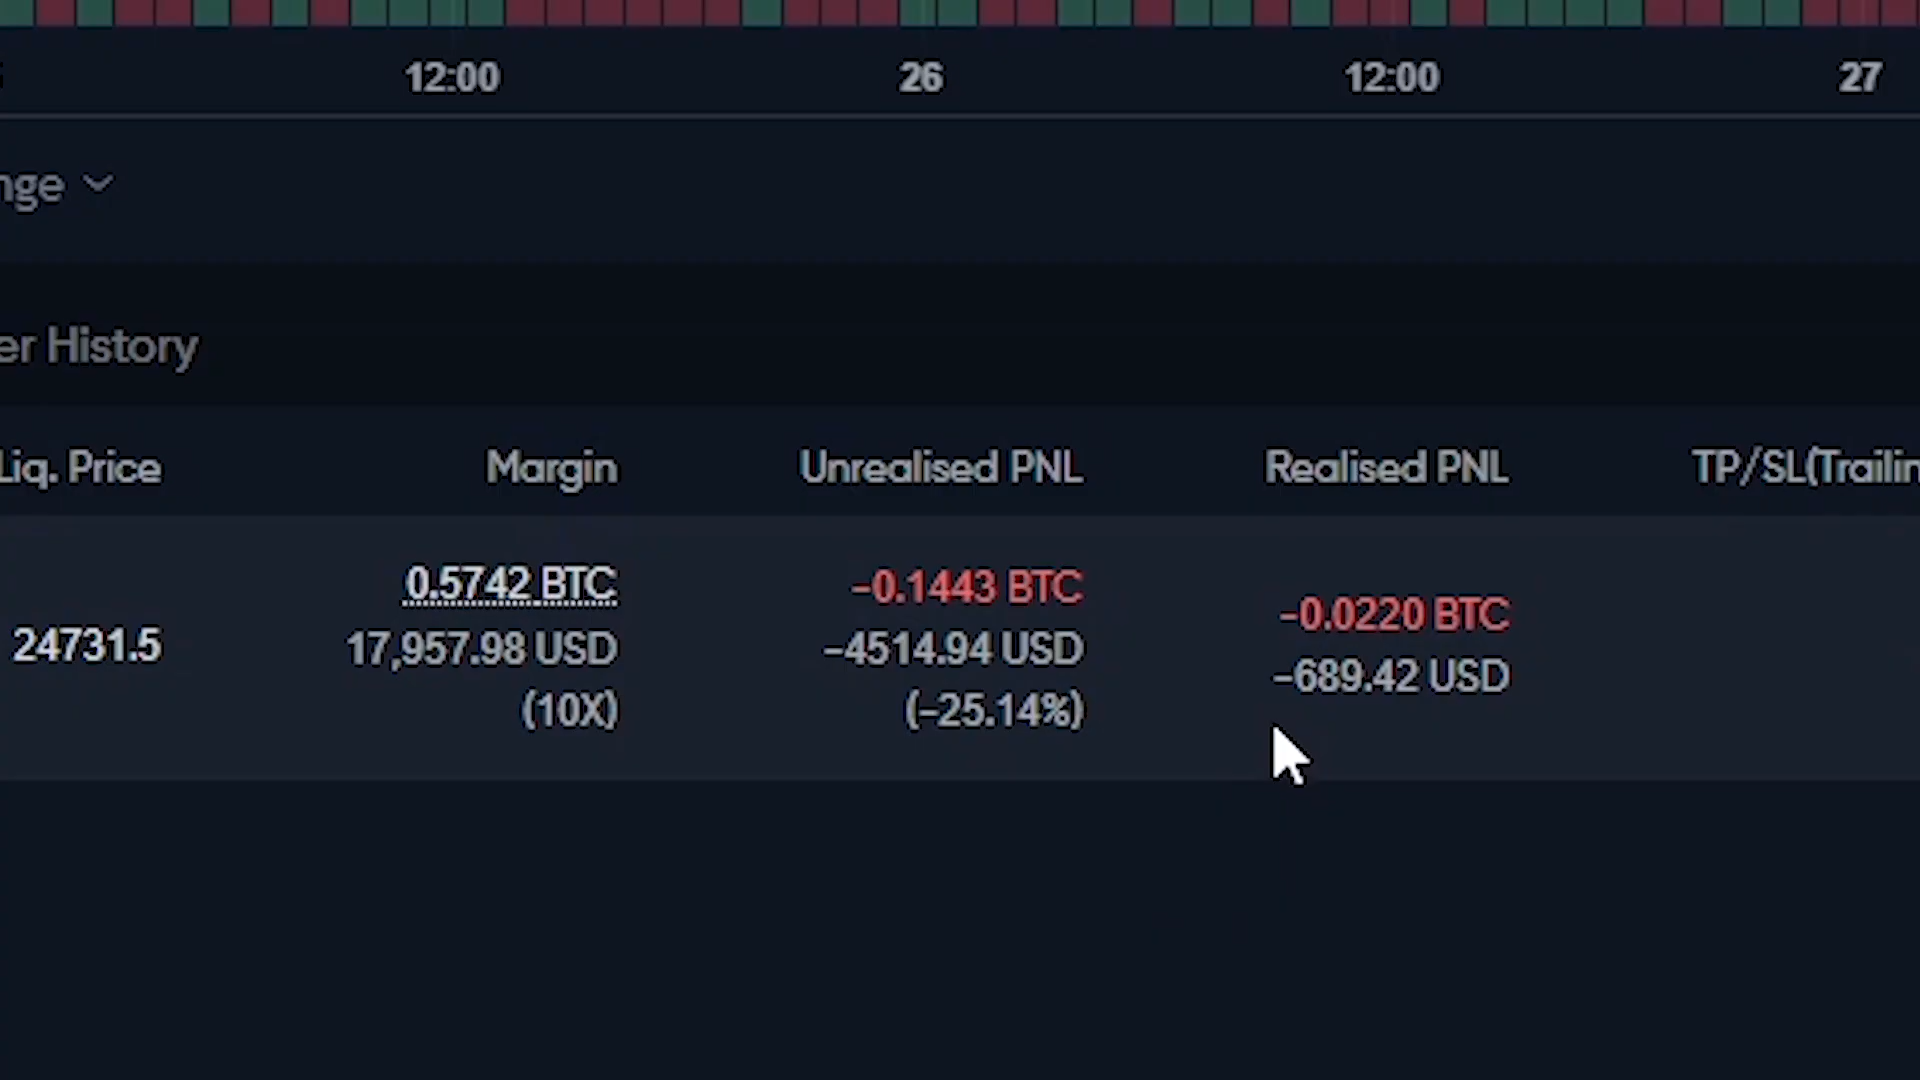 12:00 26 12:00 27
nge
er History
Liq. Price Margin Unrealised PNL Realised PNL TP/SL(Trailin
24731.5
0.5742 BTC
17,957.98 USD
(10X)
-0.1443 BTC
-4514.94 USD
(-25.14%)
-0.0220 BTC
-689.42 USD